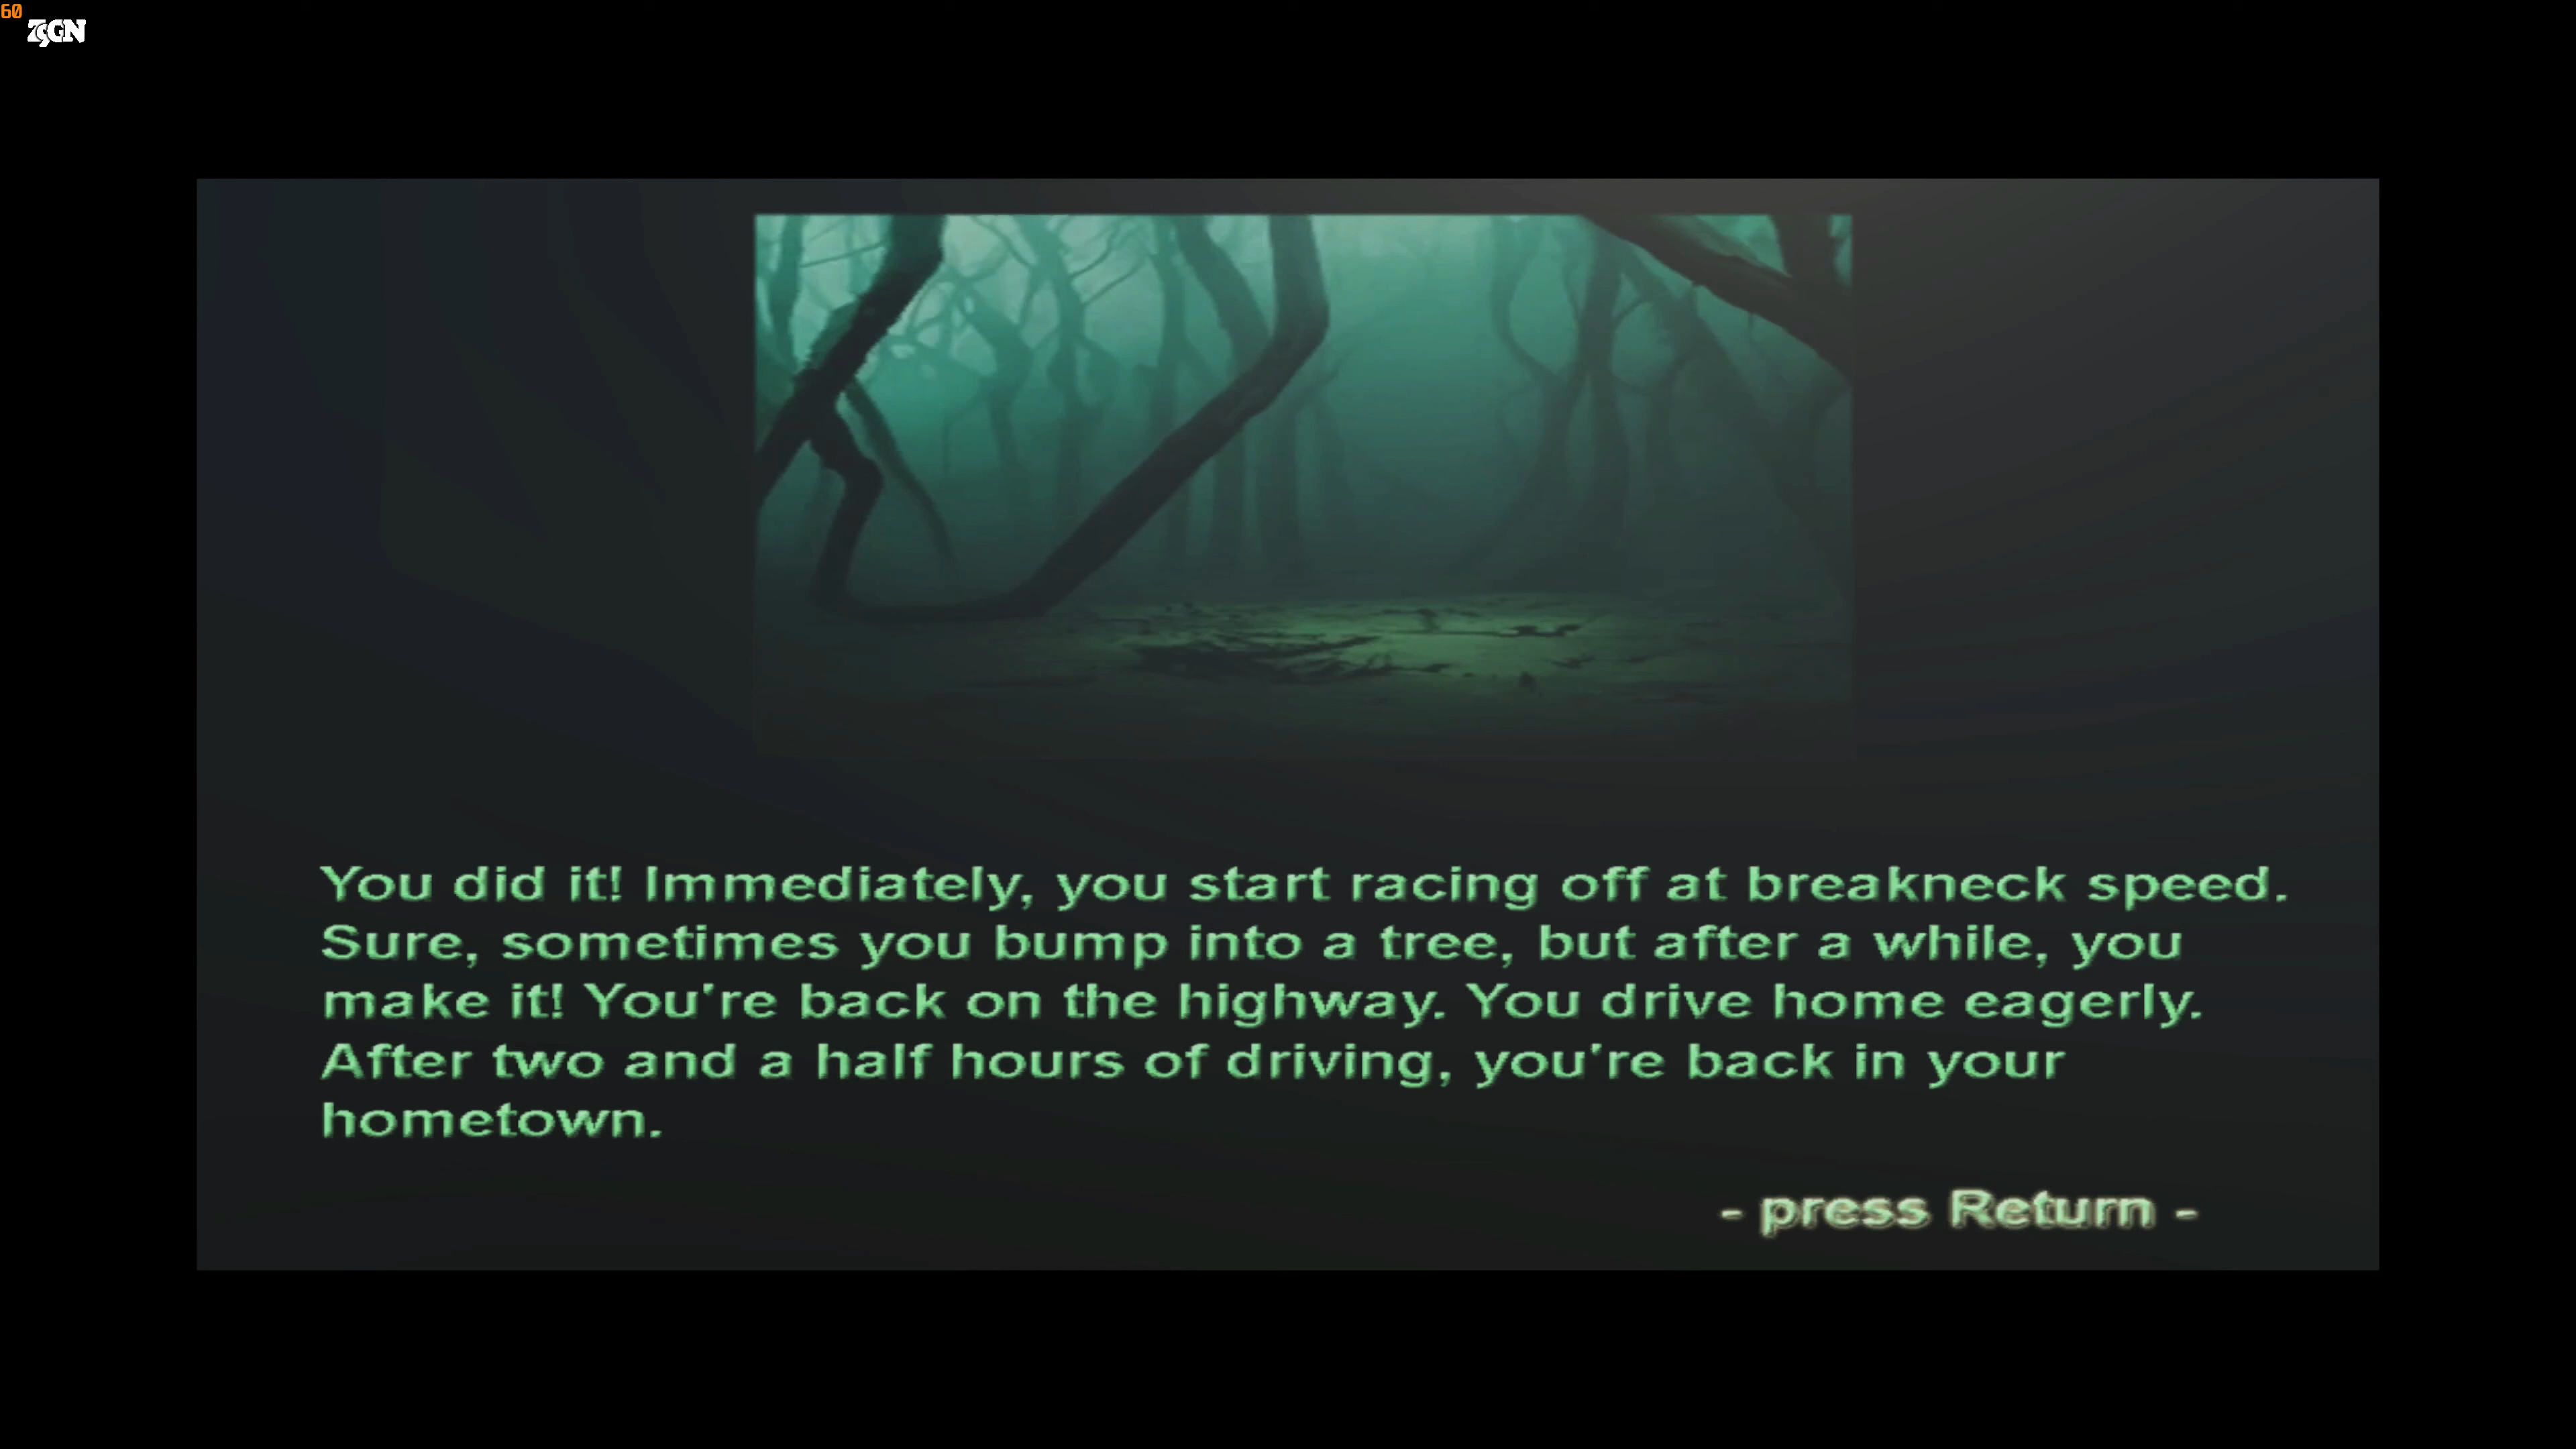 60
Z9GN
You did it! Immediately, you start racing off at breakneck speed.
Sure, sometimes you bump into a tree, but after a while, you
make it! You're back on the highway. You drive home eagerly.
After two and a half hours of driving, you're back in your
hometown.
- press Return -